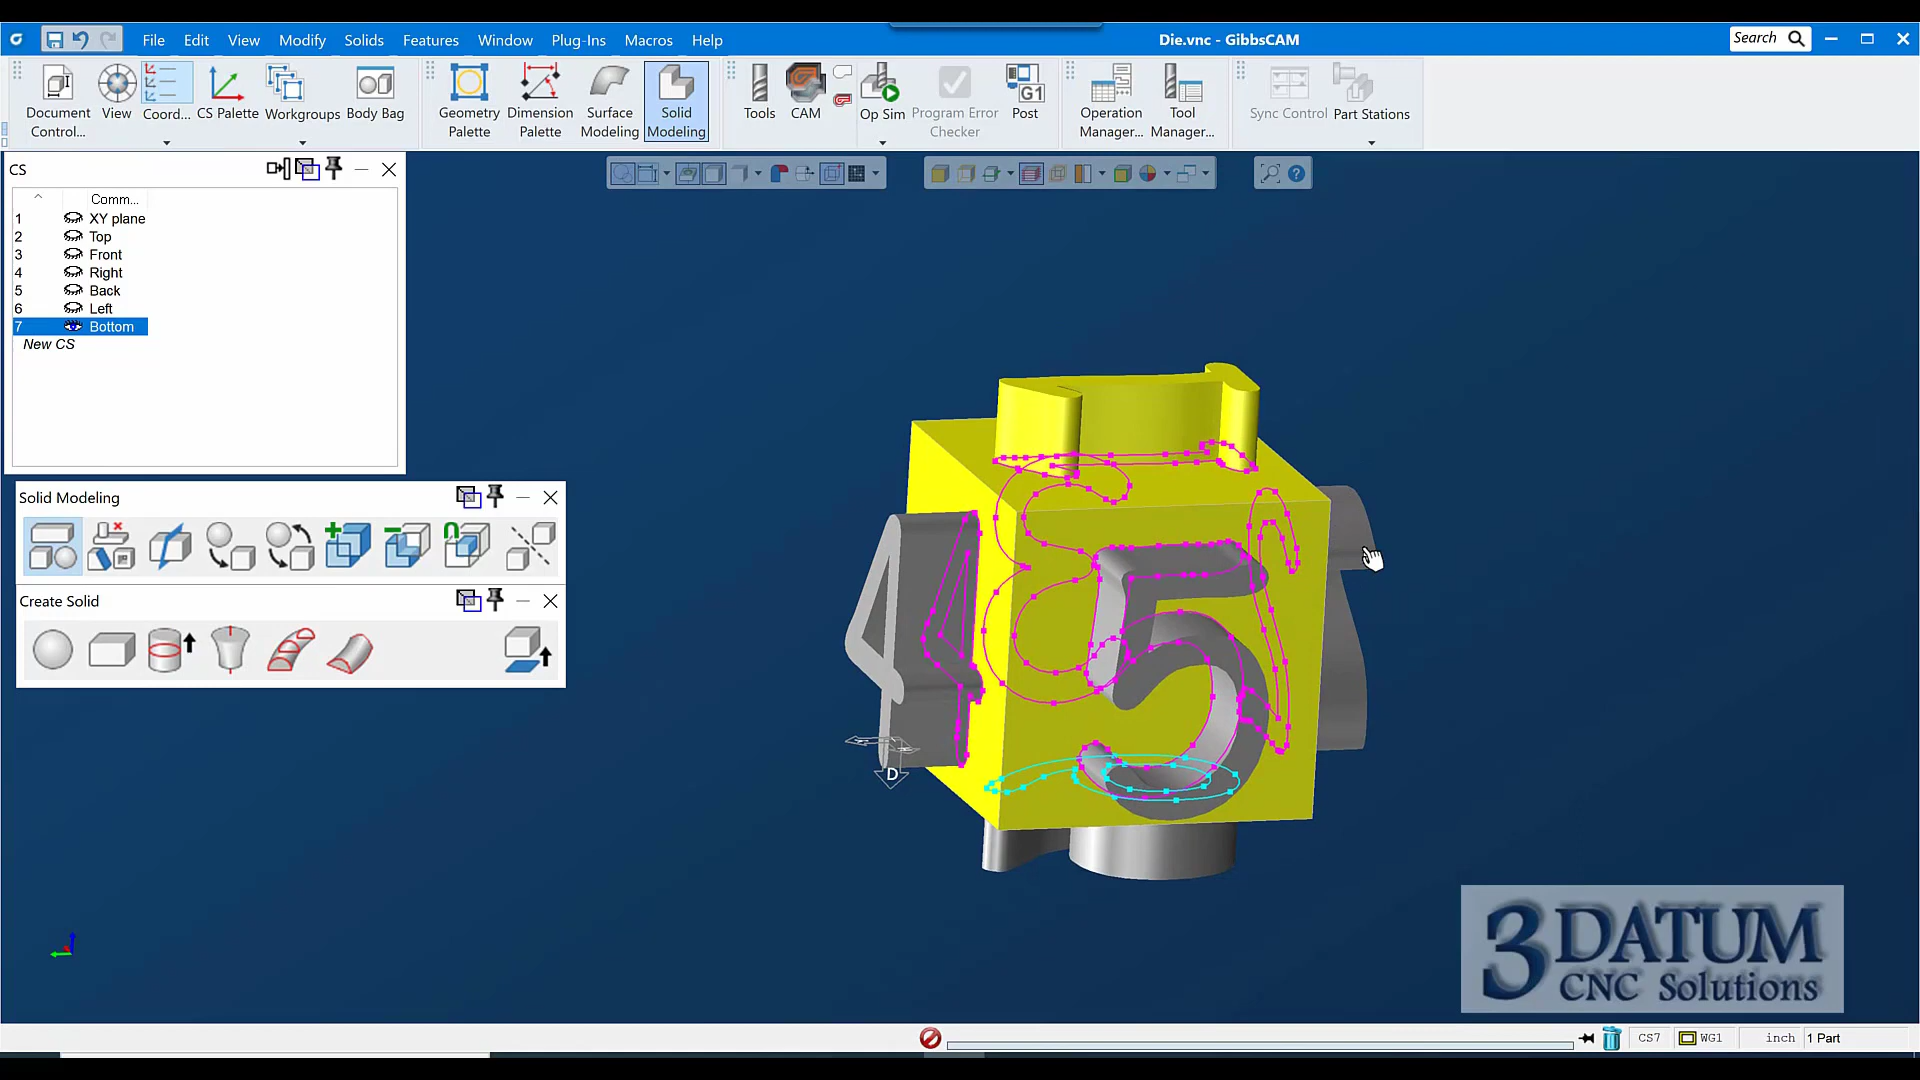 File Edit View Modify Solids Features Window Plug-Ins Macros Help
Die.vnc - GibbsCAM
Search
Document Control...
View
Coord...
CS Palette
Workgroups
Body Bag
Geometry Palette
Dimension Palette
Surface Modeling
Solid Modeling
Tools
CAM
Op Sim
Program Error Checker
G1
Post
Operation Manager...
Tool Manager...
Sync Control
Part Stations
CS
Comm...
1 XY plane
2 Top
3 Front
4 Right
5 Back
6 Left
7 Bottom
New CS
Solid Modeling
Create Solid
4
5
D
3 DATUM
CNC Solutions
CS7 WG1 inch 1 Part